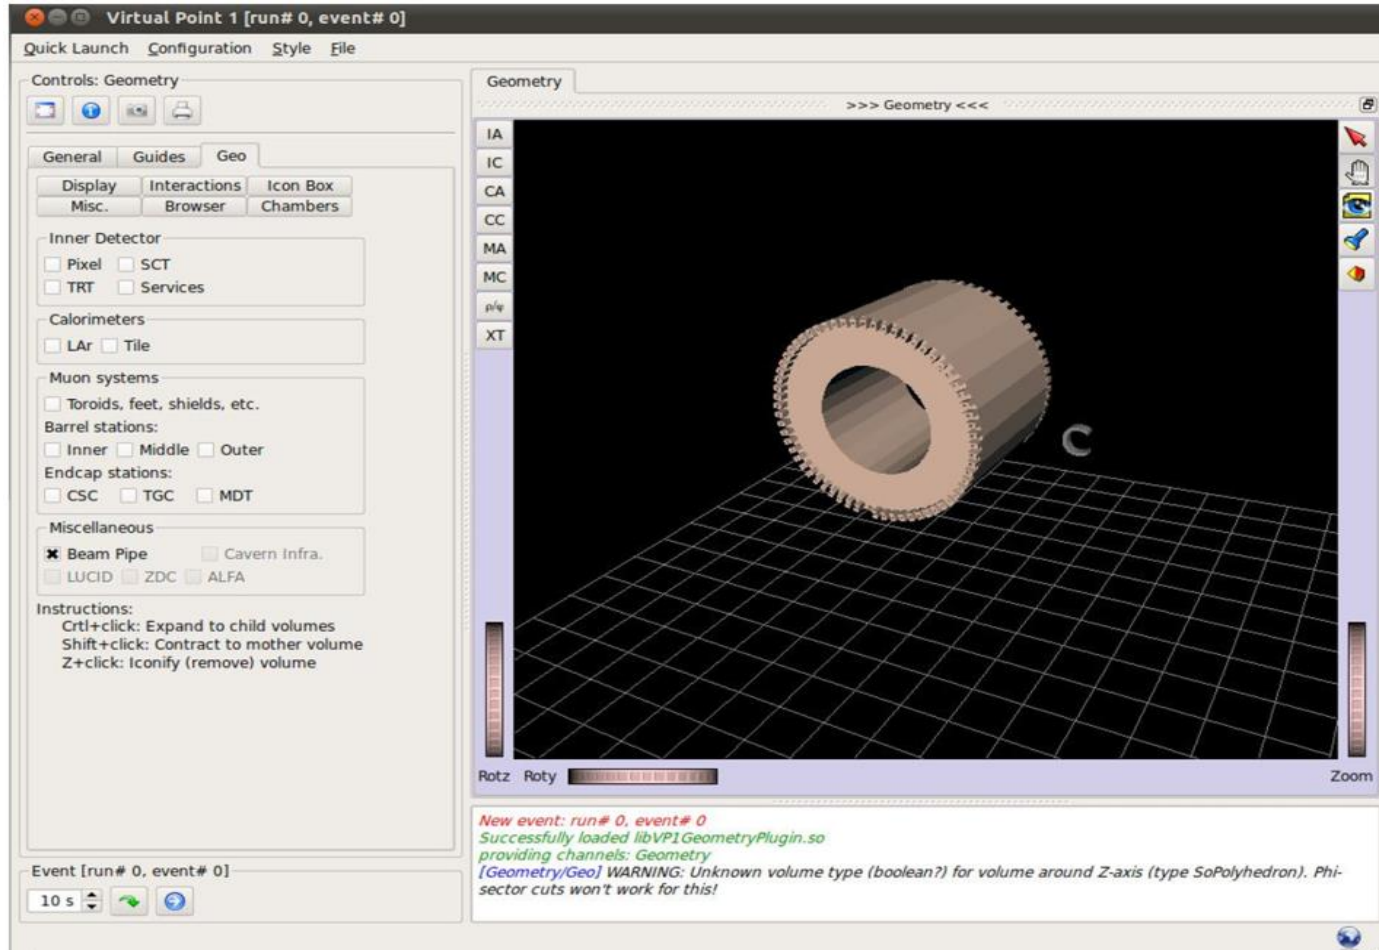 Virtual Point 1 [run# 0, event# 0]
Quick Launch Configuration Style File
Controls: Geometry
General Guides Geo
Display Interactions Icon Box
Misc. Browser Chambers
Inner Detector
Pixel SCT
TRT Services
Calorimeters
LAr Tile
Muon systems
Toroids, feet, shields, etc.
Barrel stations:
Inner Middle Outer
Endcap stations:
CSC TGC MDT
Miscellaneous
Beam Pipe Cavern Infra.
LUCID ZDC ALFA
Instructions:
Crtl+click: Expand to child volumes
Shift+click: Contract to mother volume
Z+click: Iconify (remove) volume
Event [run# 0, event# 0]
10 s
Geometry
>>> Geometry <<<
IA
IC
CA
CC
MA
MC
ρ/φ
XT
C
Rotz Roty Zoom
New event: run# 0, event# 0
Successfully loaded libVP1GeometryPlugin.so
providing channels: Geometry
[Geometry/Geo] WARNING: Unknown volume type (boolean?) for volume around Z-axis (type SoPolyhedron). Phi-
sector cuts won't work for this!